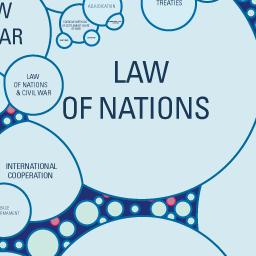 W
AR
ADJUDICATION
TREATIES
LAW
OF NATIONS
& CIVIL WAR
LAW
OF NATIONS
INTERNATIONAL
COOPERATION